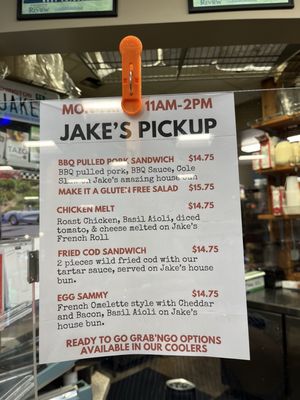 Review
MON
11AM-2PM
JAKE
JAKE'S PICKUP
BBQ PULLED PORK SANDWICH $14.75
BBQ pulled pork, BBQ Sauce, Cole
Jake's amazing house bun
MAKE IT A GLUTEN FREE SALAD $15.75
CHICKEN MELT $14.75
Roast Chicken, Basil Aioli, diced
tomato, & cheese melted on Jake's
French Roll
FRIED COD SANDWICH $14.75
2 pieces wild fried cod with our
tartar sauce, served on Jake's house
bun.
EGG SAMMY $14.75
French Omelette style with Cheddar
and Bacon, Basil Aioli on Jake's
house bun.
READY TO GO GRAB'NGO OPTIONS
AVAILABLE IN OUR COOLERS